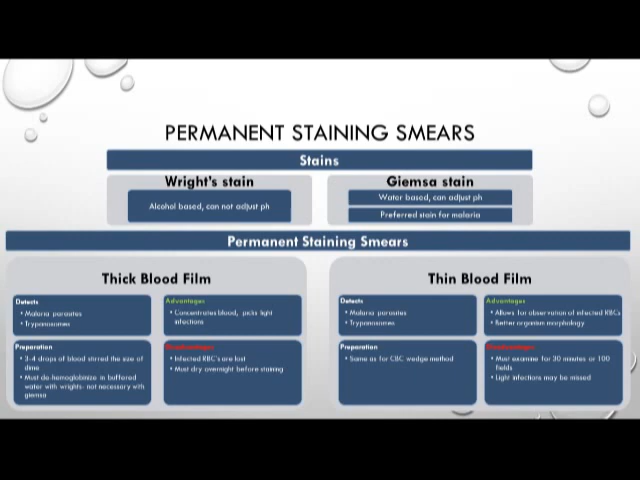 PERMANENT STAINING SMEARS
Stains
Wright's stain
Alcohol based, can not adjust ph
Giemsa stain
Water based, can adjust ph
Preferred stain for malaria
Permanent Staining Smears
Thick Blood Film
Detects
• Malaria parasites
• Trypanosomes
Advantages
• Concentrates blood, picks light
infections
Preparation
• 3-4 drops of blood stirred the size of
dime
• Must de-hemoglobinize in buffered
water with wrights- not necessary with
giemsa
Disadvantages
• Infected RBC's are lost
• Must dry overnight before staining
Thin Blood Film
Detects
• Malaria parasites
• Trypanosomes
Advantages
• Allows for observation of infected RBC's
• Better organism morphology
Preparation
• Same as for CBC wedge method
Disadvantages
• Must examine for 30 minutes or 100
fields
• Light infections may be missed